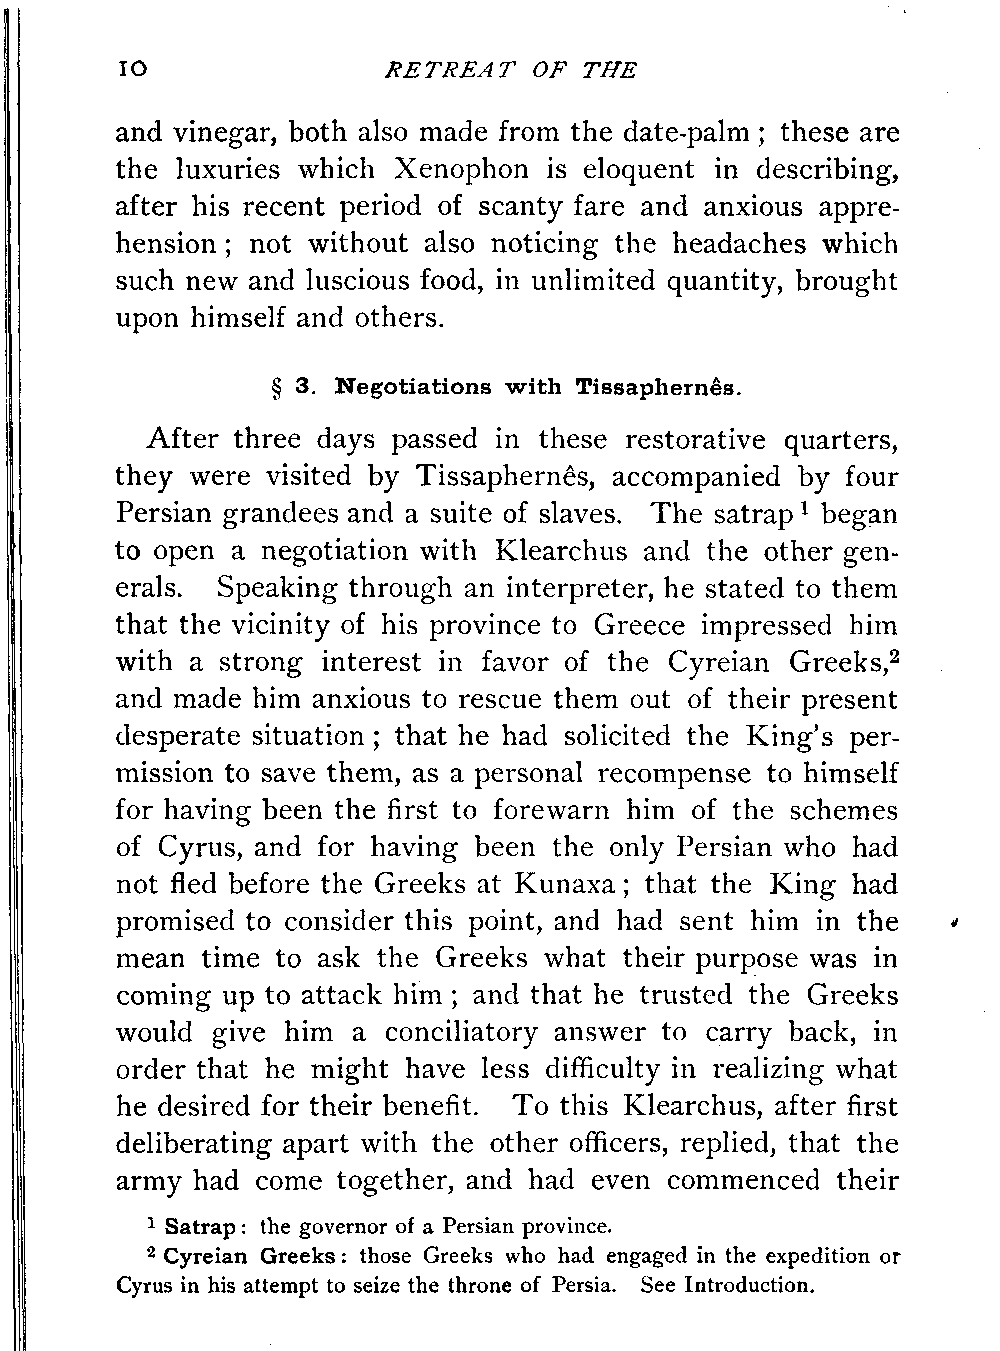 10 RETREAT OF THE
and vinegar, both also made from the date-palm ; these are
the luxuries which Xenophon is eloquent in describing,
after his recent period of scanty fare and anxious appre-
hension ; not without also noticing the headaches which
such new and luscious food, in unlimited quantity, brought
upon himself and others.
§ 3. Negotiations with Tissaphernês.
After three days passed in these restorative quarters,
they were visited by Tissaphernês, accompanied by four
Persian grandees and a suite of slaves. The satrap ¹ began
to open a negotiation with Klearchus and the other gen-
erals. Speaking through an interpreter, he stated to them
that the vicinity of his province to Greece impressed him
with a strong interest in favor of the Cyreian Greeks,²
and made him anxious to rescue them out of their present
desperate situation ; that he had solicited the King's per-
mission to save them, as a personal recompense to himself
for having been the first to forewarn him of the schemes
of Cyrus, and for having been the only Persian who had
not fled before the Greeks at Kunaxa ; that the King had
promised to consider this point, and had sent him in the
mean time to ask the Greeks what their purpose was in
coming up to attack him ; and that he trusted the Greeks
would give him a conciliatory answer to carry back, in
order that he might have less difficulty in realizing what
he desired for their benefit. To this Klearchus, after first
deliberating apart with the other officers, replied, that the
army had come together, and had even commenced their
¹ Satrap : the governor of a Persian province.
² Cyreian Greeks : those Greeks who had engaged in the expedition or
Cyrus in his attempt to seize the throne of Persia. See Introduction.